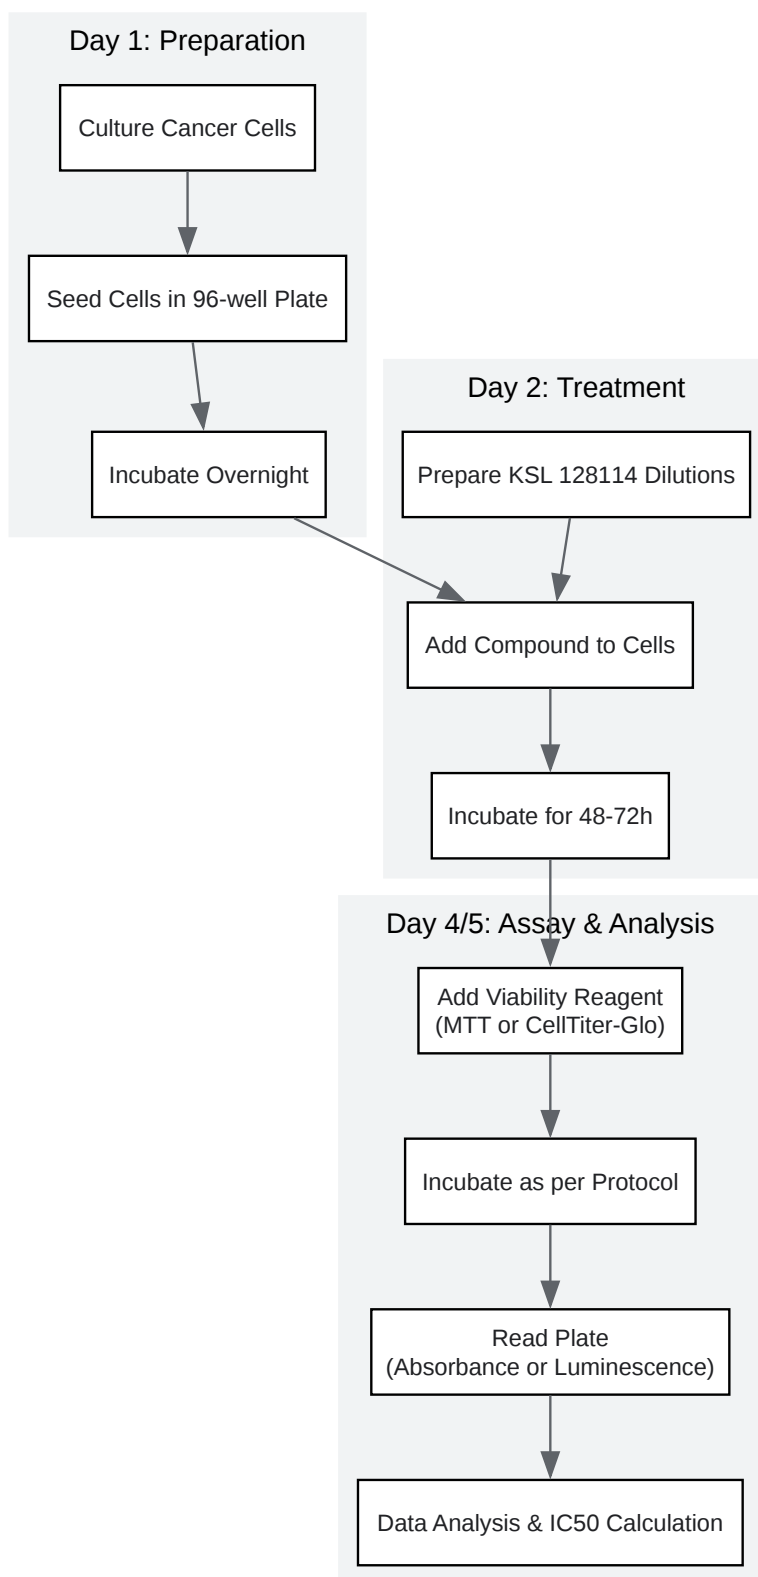 Day 1: Preparation
Culture Cancer Cells
Seed Cells in 96-well Plate
Incubate Overnight
Day 2: Treatment
Prepare KSL 128114 Dilutions
Add Compound to Cells
Incubate for 48-72h
Day 4/5: Assay & Analysis
Add Viability Reagent
(MTT or CellTiter-Glo)
Incubate as per Protocol
Read Plate
(Absorbance or Luminescence)
Data Analysis & IC50 Calculation